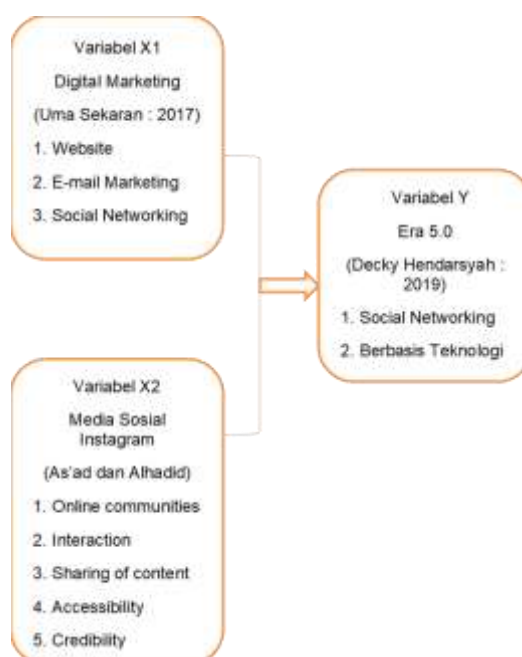 Variabel X1
Digital Marketing
(Uma Sekaran : 2017)
1. Website
2. E-mail Marketing
3. Social Networking
Variabel Y
Era 5.0
(Decky Hendarsyah :
2019)
1. Social Networking
2. Berbasis Teknologi
Variabel X2
Media Sosial
Instagram
(As'ad dan Alhadid)
1. Online communities
2. Interaction
3. Sharing of content
4. Accessibility
5. Credibility